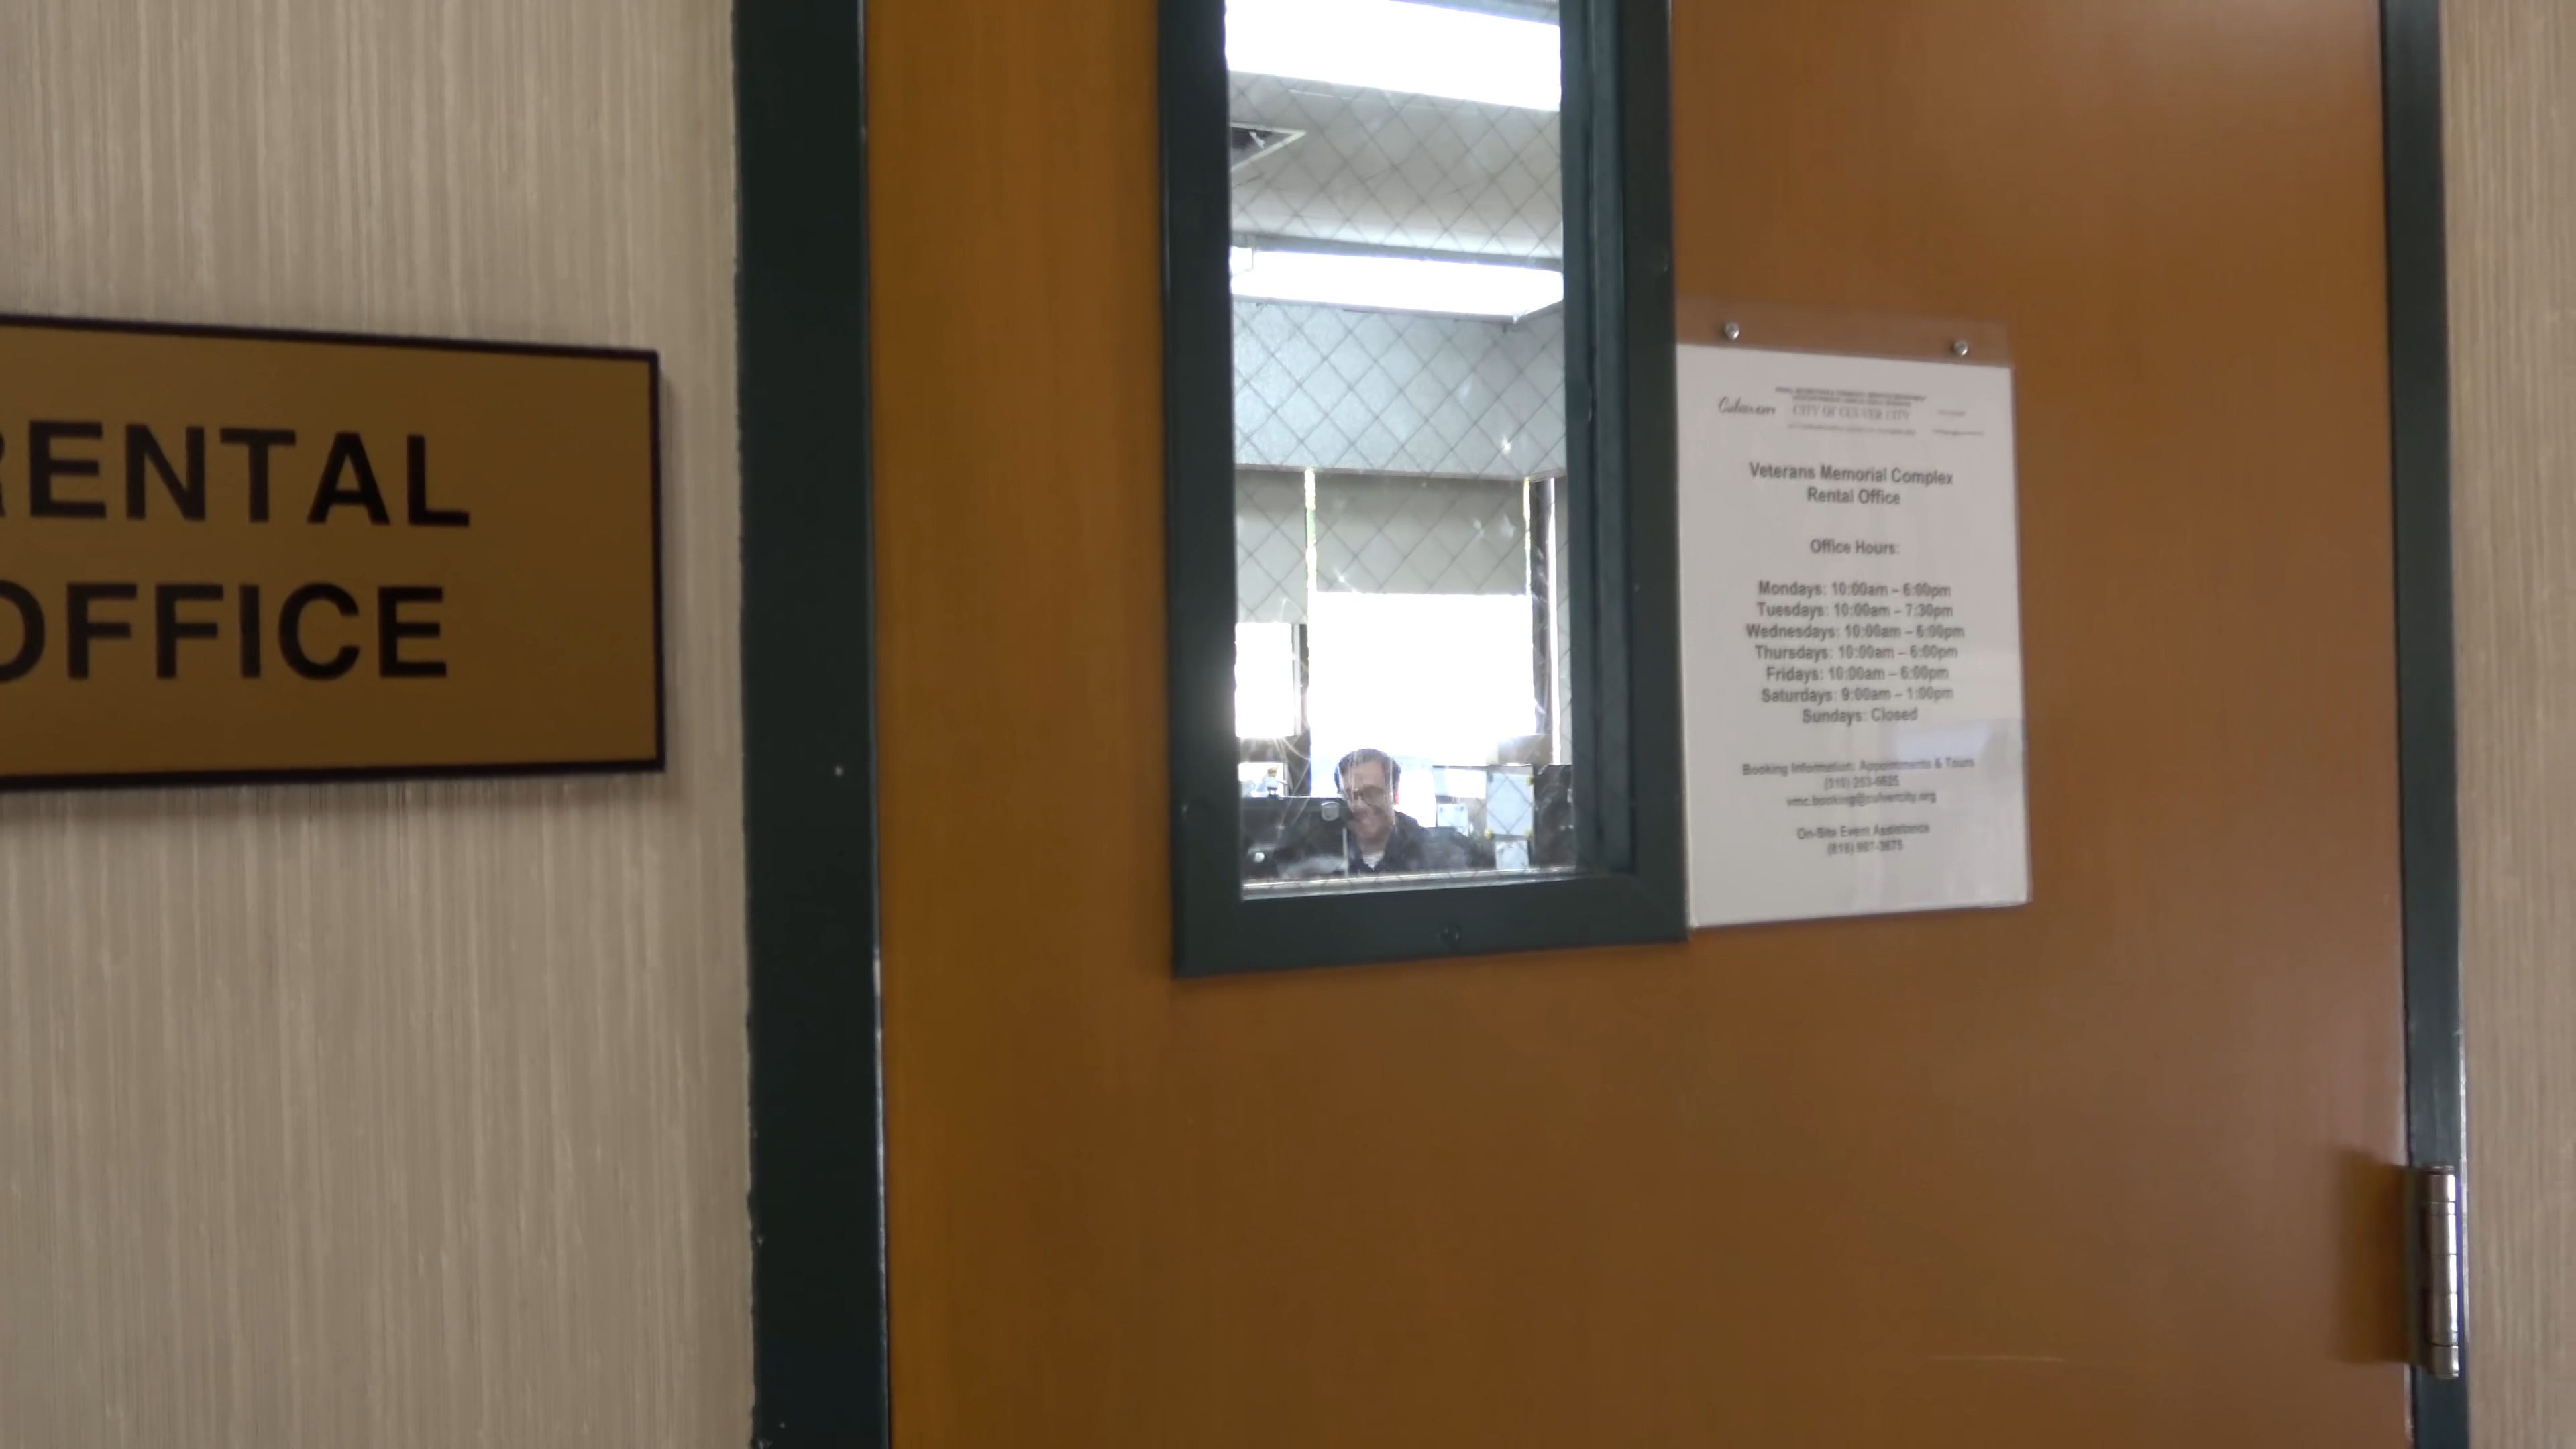 RENTAL
OFFICE
CITY OF CULVER CITY
Veterans Memorial Complex
Rental Office
Office Hours:
Mondays: 10:00am – 6:00pm
Tuesdays: 10:00am – 7:30pm
Wednesdays: 10:00am – 6:00pm
Thursdays: 10:00am – 6:00pm
Fridays: 10:00am – 6:00pm
Saturdays: 9:00am – 1:00pm
Sundays: Closed
Booking Information: Appointments & Tours
(310) 253-6625
vmc.booking@culvercity.org
On-Site Event Assistance